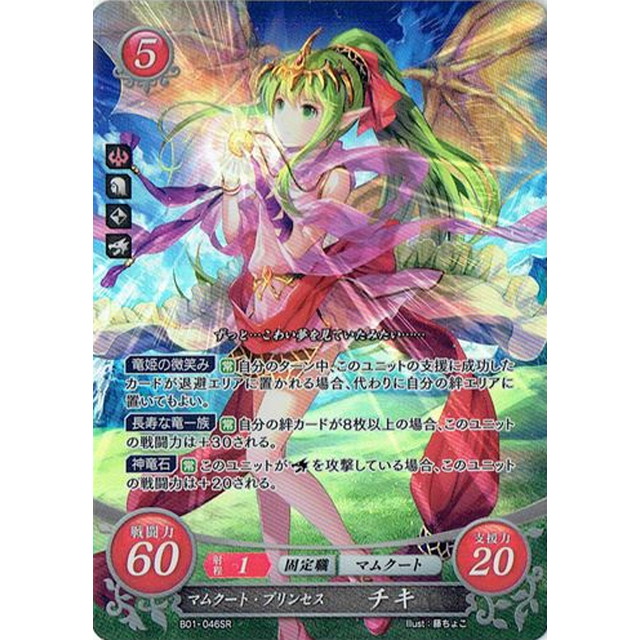 5
ずっと…こわい夢を見ていたみたい……
竜姫の微笑み 常 自分のターン中、このユニットの支援に成功した
カードが退避エリアに置かれる場合、代わりに自分の絆エリアに
置いてもよい。
長寿な竜一族 常 自分の絆カードが8枚以上の場合、このユニット
の戦闘力は+30される。
神竜石 常 このユニットが を攻撃している場合、このユニット
の戦闘力は+20される。
戦闘力
60
射程 1 固定職 マムクート
支援力
20
マムクート・プリンセス チキ
B01-046SR Illust:藤ちょこ